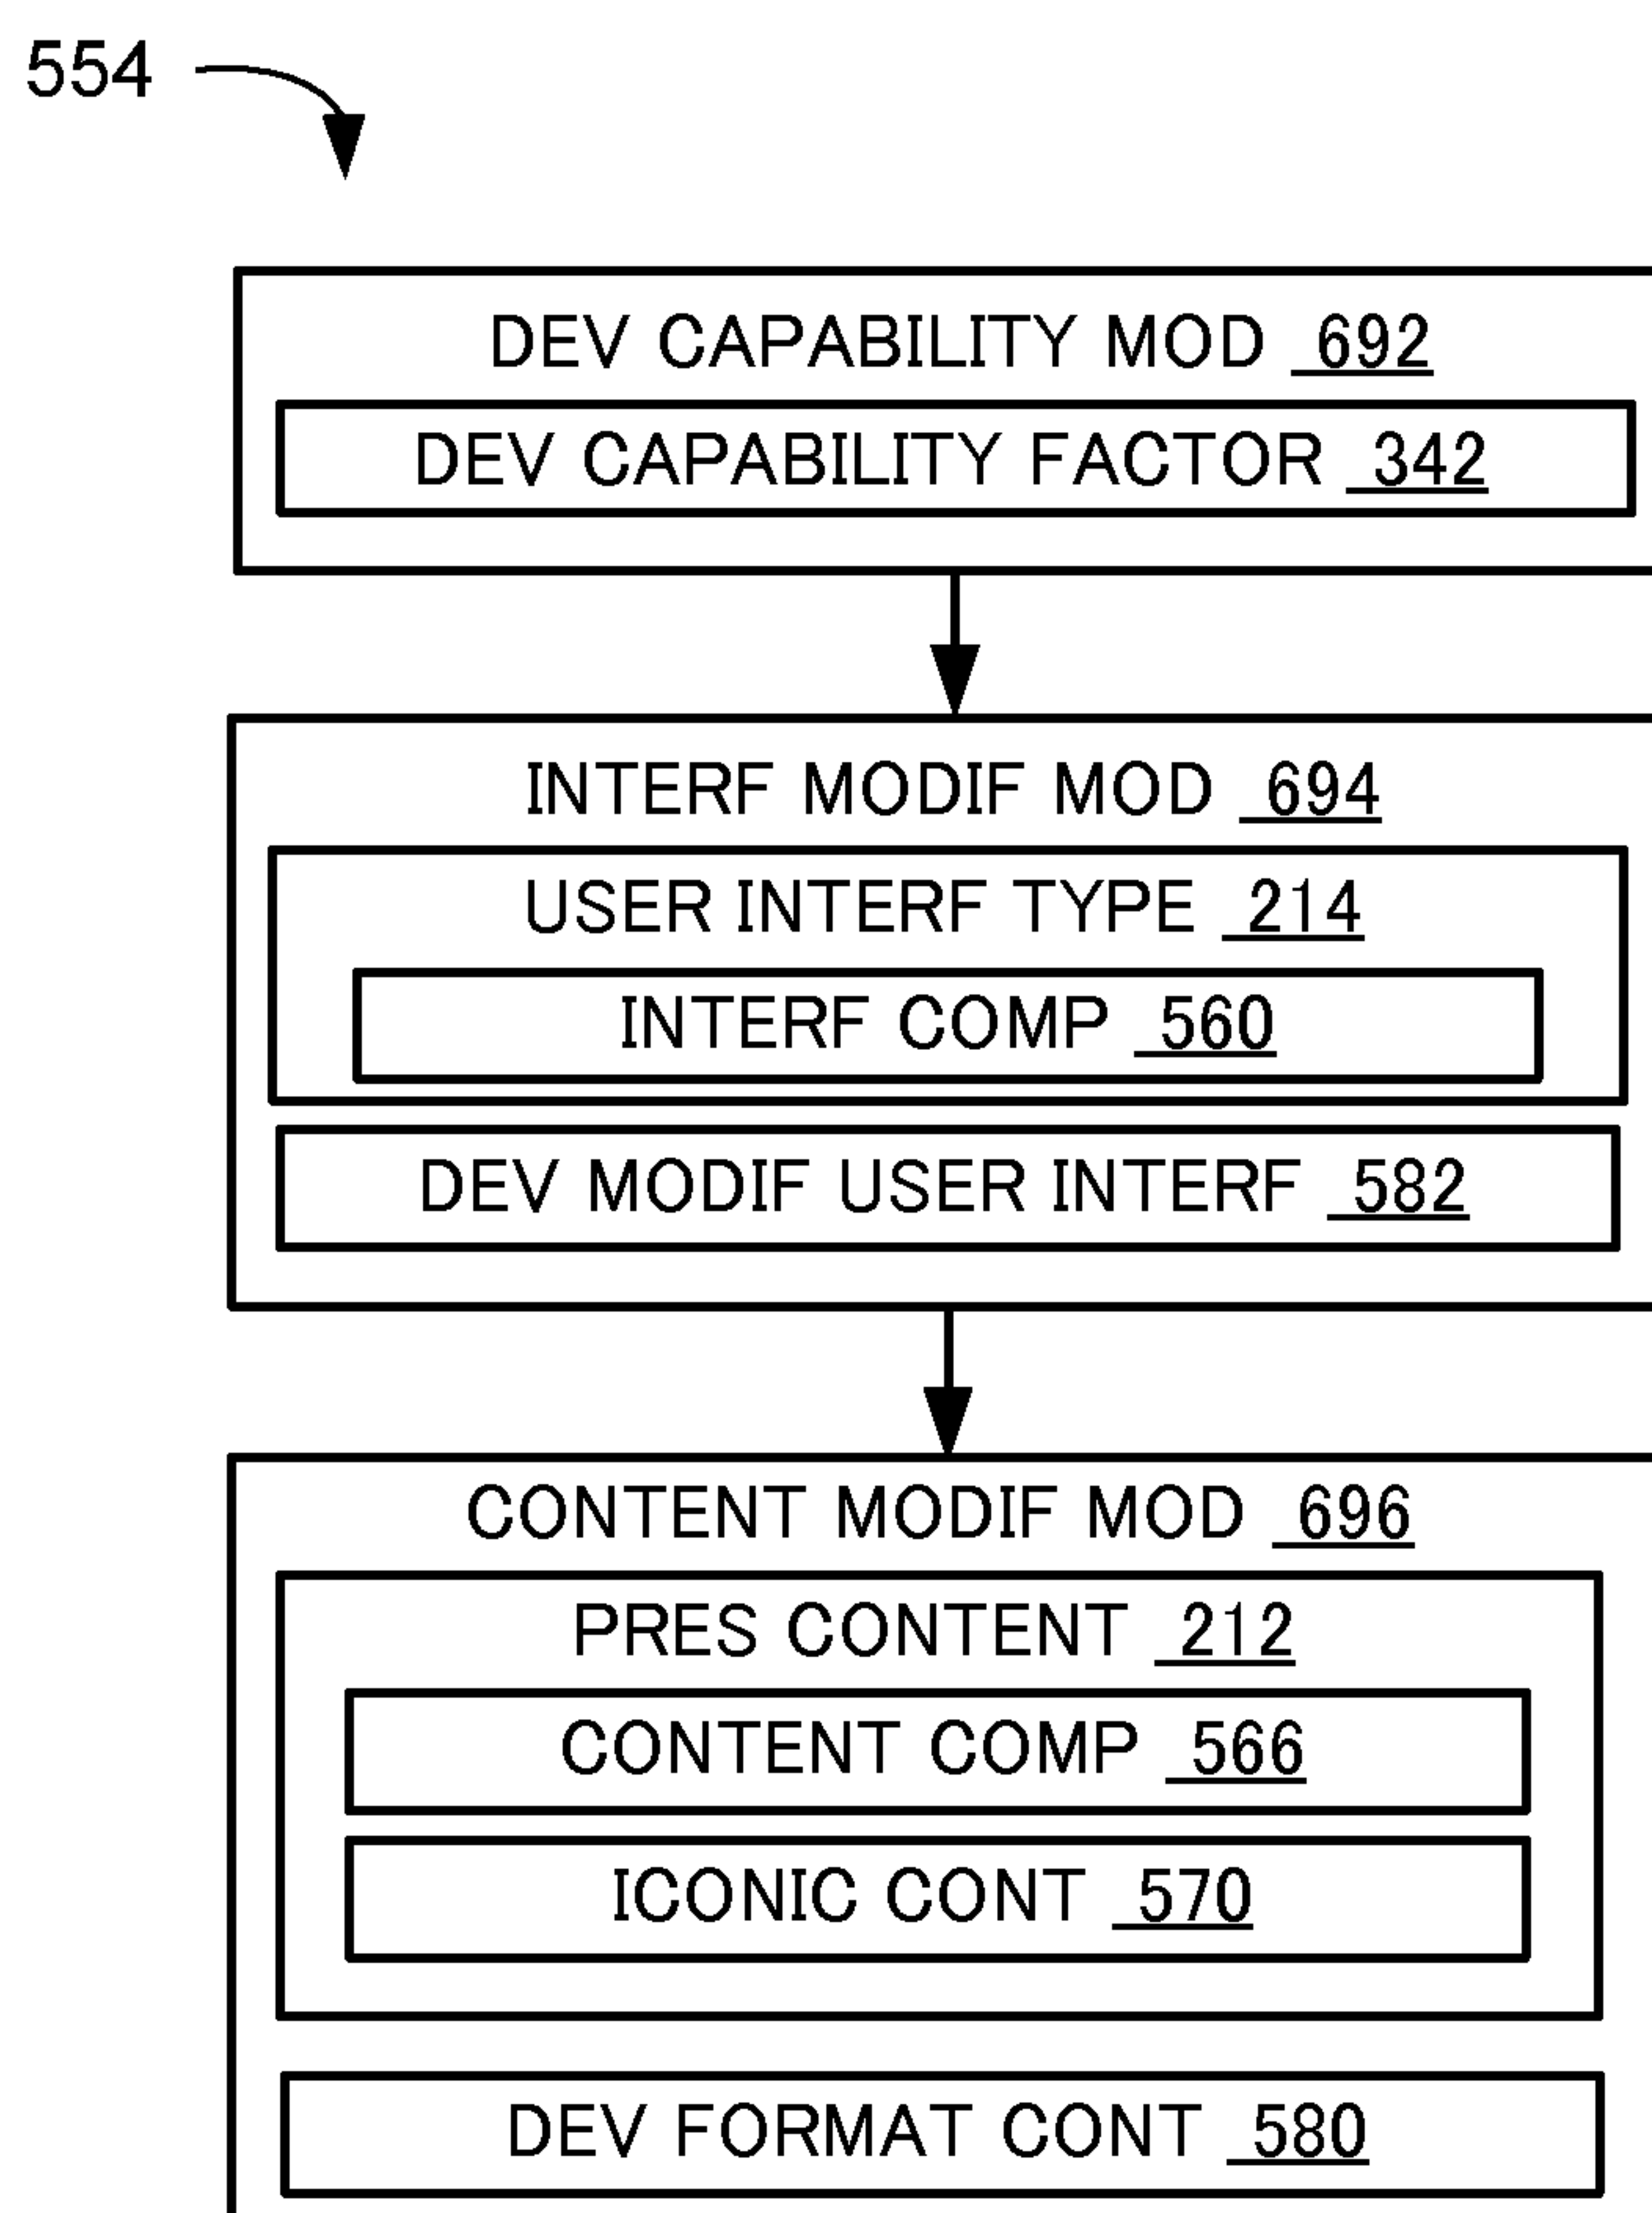 554
DEV CAPABILITY MOD 692
DEV CAPABILITY FACTOR 342
INTERF MODIF MOD 694
USER INTERF TYPE 214
INTERF COMP 560
DEV MODIF USER INTERF 582
CONTENT MODIF MOD 696
PRES CONTENT 212
CONTENT COMP 566
ICONIC CONT 570
DEV FORMAT CONT 580